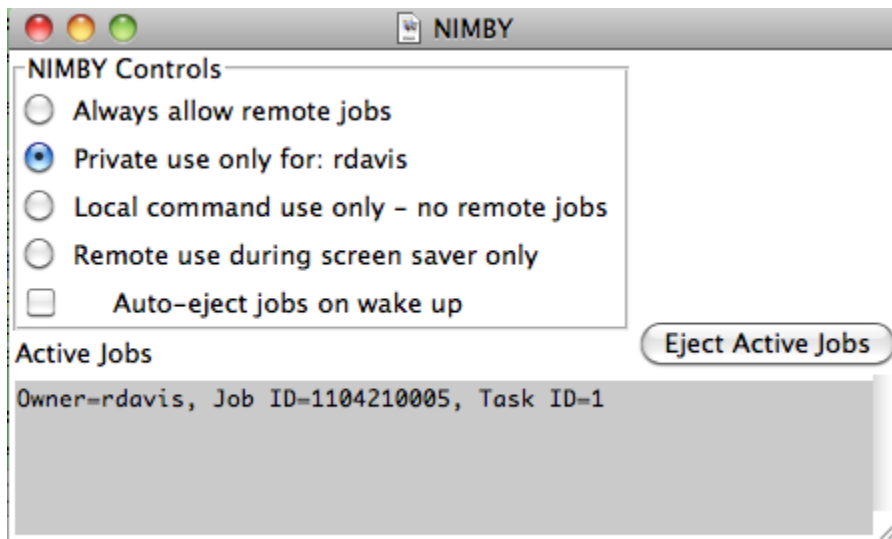 NIMBY
NIMBY Controls
Always allow remote jobs
Private use only for: rdavis
Local command use only – no remote jobs
Remote use during screen saver only
Auto-eject jobs on wake up
Eject Active Jobs
Active Jobs
Owner=rdavis, Job ID=1104210005, Task ID=1